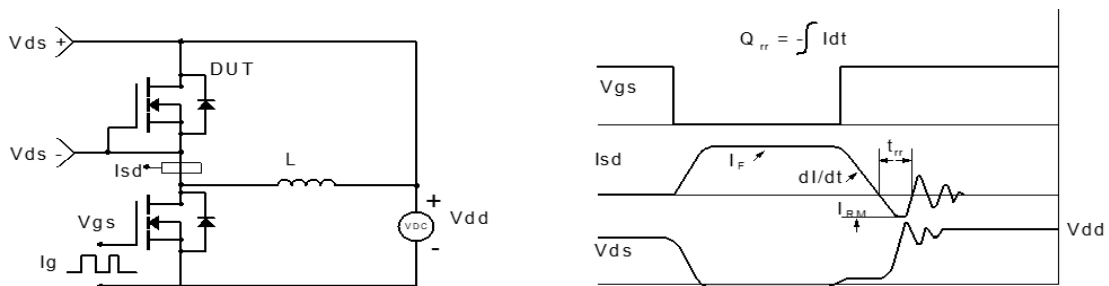 Vds +
DUT
Vds -
Isd
L
Vgs
Ig
+
VDC
-
Vdd
Q rr = - ∫ Idt
Vgs
Isd
I F
dI/dt
t rr
I RM
Vds
Vdd